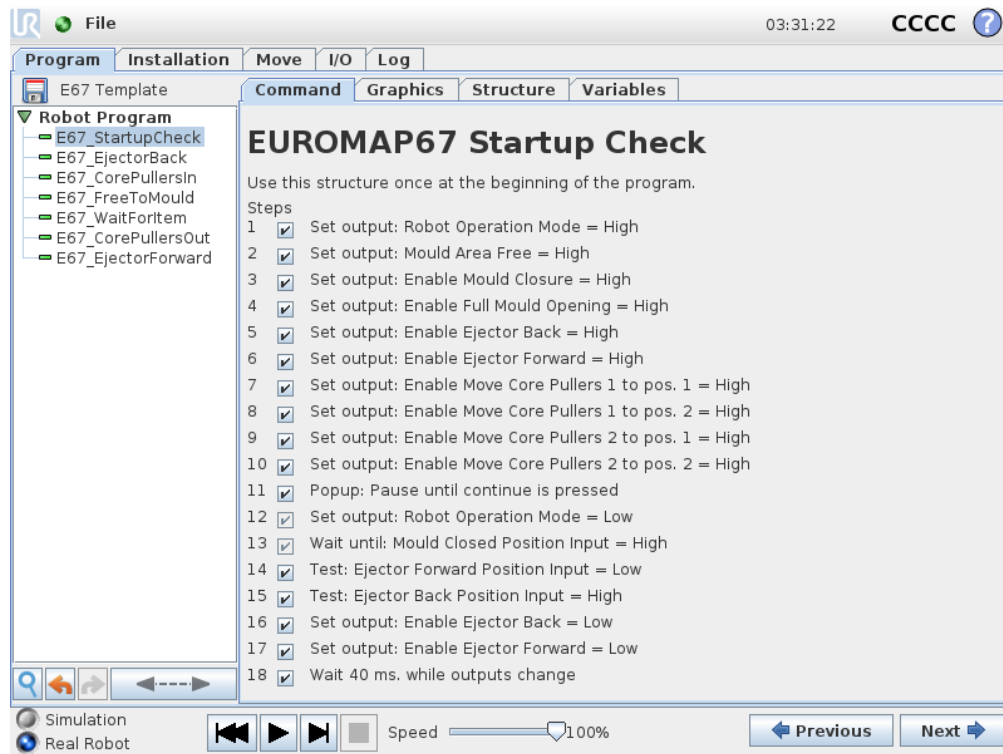 UR File 03:31:22 CCCC ?
Program Installation Move I/O Log
E67 Template
Command Graphics Structure Variables
Robot Program
E67_StartupCheck
E67_EjectorBack
E67_CorePullersIn
E67_FreeToMould
E67_WaitForItem
E67_CorePullersOut
E67_EjectorForward
EUROMAP67 Startup Check
Use this structure once at the beginning of the program.
Steps
1 Set output: Robot Operation Mode = High
2 Set output: Mould Area Free = High
3 Set output: Enable Mould Closure = High
4 Set output: Enable Full Mould Opening = High
5 Set output: Enable Ejector Back = High
6 Set output: Enable Ejector Forward = High
7 Set output: Enable Move Core Pullers 1 to pos. 1 = High
8 Set output: Enable Move Core Pullers 1 to pos. 2 = High
9 Set output: Enable Move Core Pullers 2 to pos. 1 = High
10 Set output: Enable Move Core Pullers 2 to pos. 2 = High
11 Popup: Pause until continue is pressed
12 Set output: Robot Operation Mode = Low
13 Wait until: Mould Closed Position Input = High
14 Test: Ejector Forward Position Input = Low
15 Test: Ejector Back Position Input = High
16 Set output: Enable Ejector Back = Low
17 Set output: Enable Ejector Forward = Low
18 Wait 40 ms. while outputs change
Simulation
Real Robot
Speed 100%
Previous Next